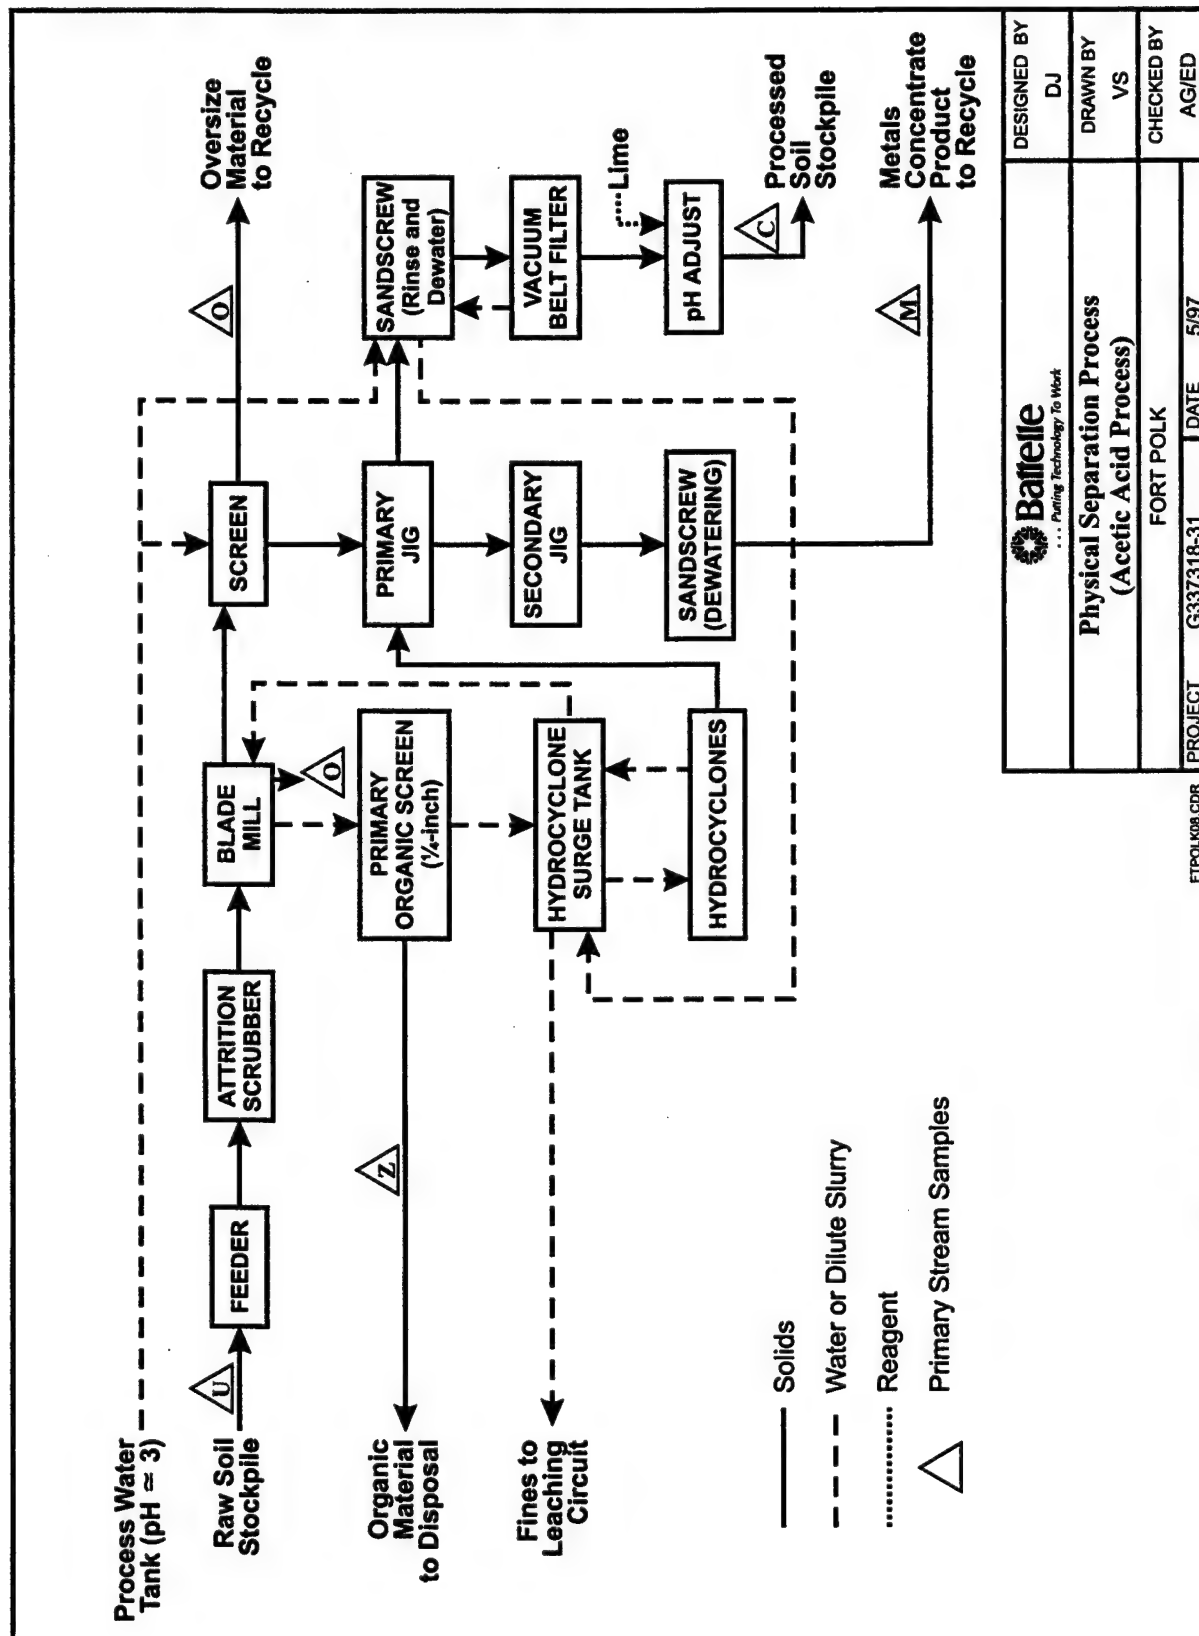 Process Water
Tank (pH ≃ 3)
Raw Soil
Stockpile
U
FEEDER
ATTRITION
SCRUBBER
BLADE
MILL
O
SCREEN
O
Oversize
Material
to Recycle
Organic
Material
to Disposal
Z
PRIMARY
ORGANIC SCREEN
(¼-inch)
PRIMARY
JIG
SANDSCREW
(Rinse and
Dewater)
Fines to
Leaching
Circuit
HYDROCYCLONE
SURGE TANK
SECONDARY
JIG
VACUUM
BELT FILTER
Lime
HYDROCYCLONES
SANDSCREW
(DEWATERING)
pH ADJUST
C
Processed
Soil
Stockpile
M
Metals
Concentrate
Product
to Recycle
Solids
Water or Dilute Slurry
Reagent
Primary Stream Samples
Battelle
. . . Putting Technology To Work
DESIGNED BY
DJ
Physical Separation Process
(Acetic Acid Process)
DRAWN BY
VS
FORT POLK
CHECKED BY
AG/ED
PROJECT G337318-31 DATE 5/97
FTPOLK08.CDR